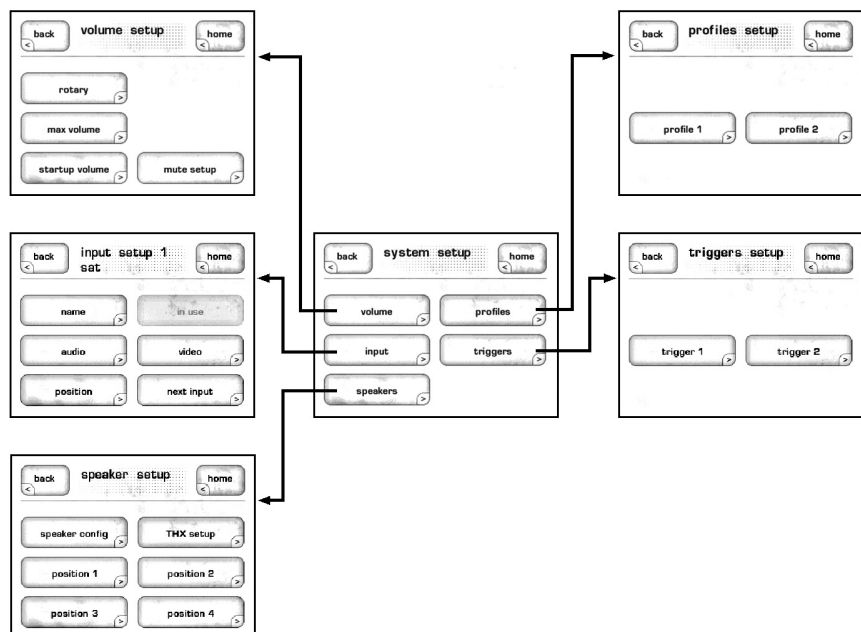 back
volume setup
home
rotary
max volume
startup volume
mute setup
back
profiles setup
home
profile 1
profile 2
back
input setup 1
sat
home
name
in use
audio
video
position
next input
back
system setup
home
volume
profiles
input
triggers
speakers
back
triggers setup
home
trigger 1
trigger 2
back
speaker setup
home
speaker config
THX setup
position 1
position 2
position 3
position 4